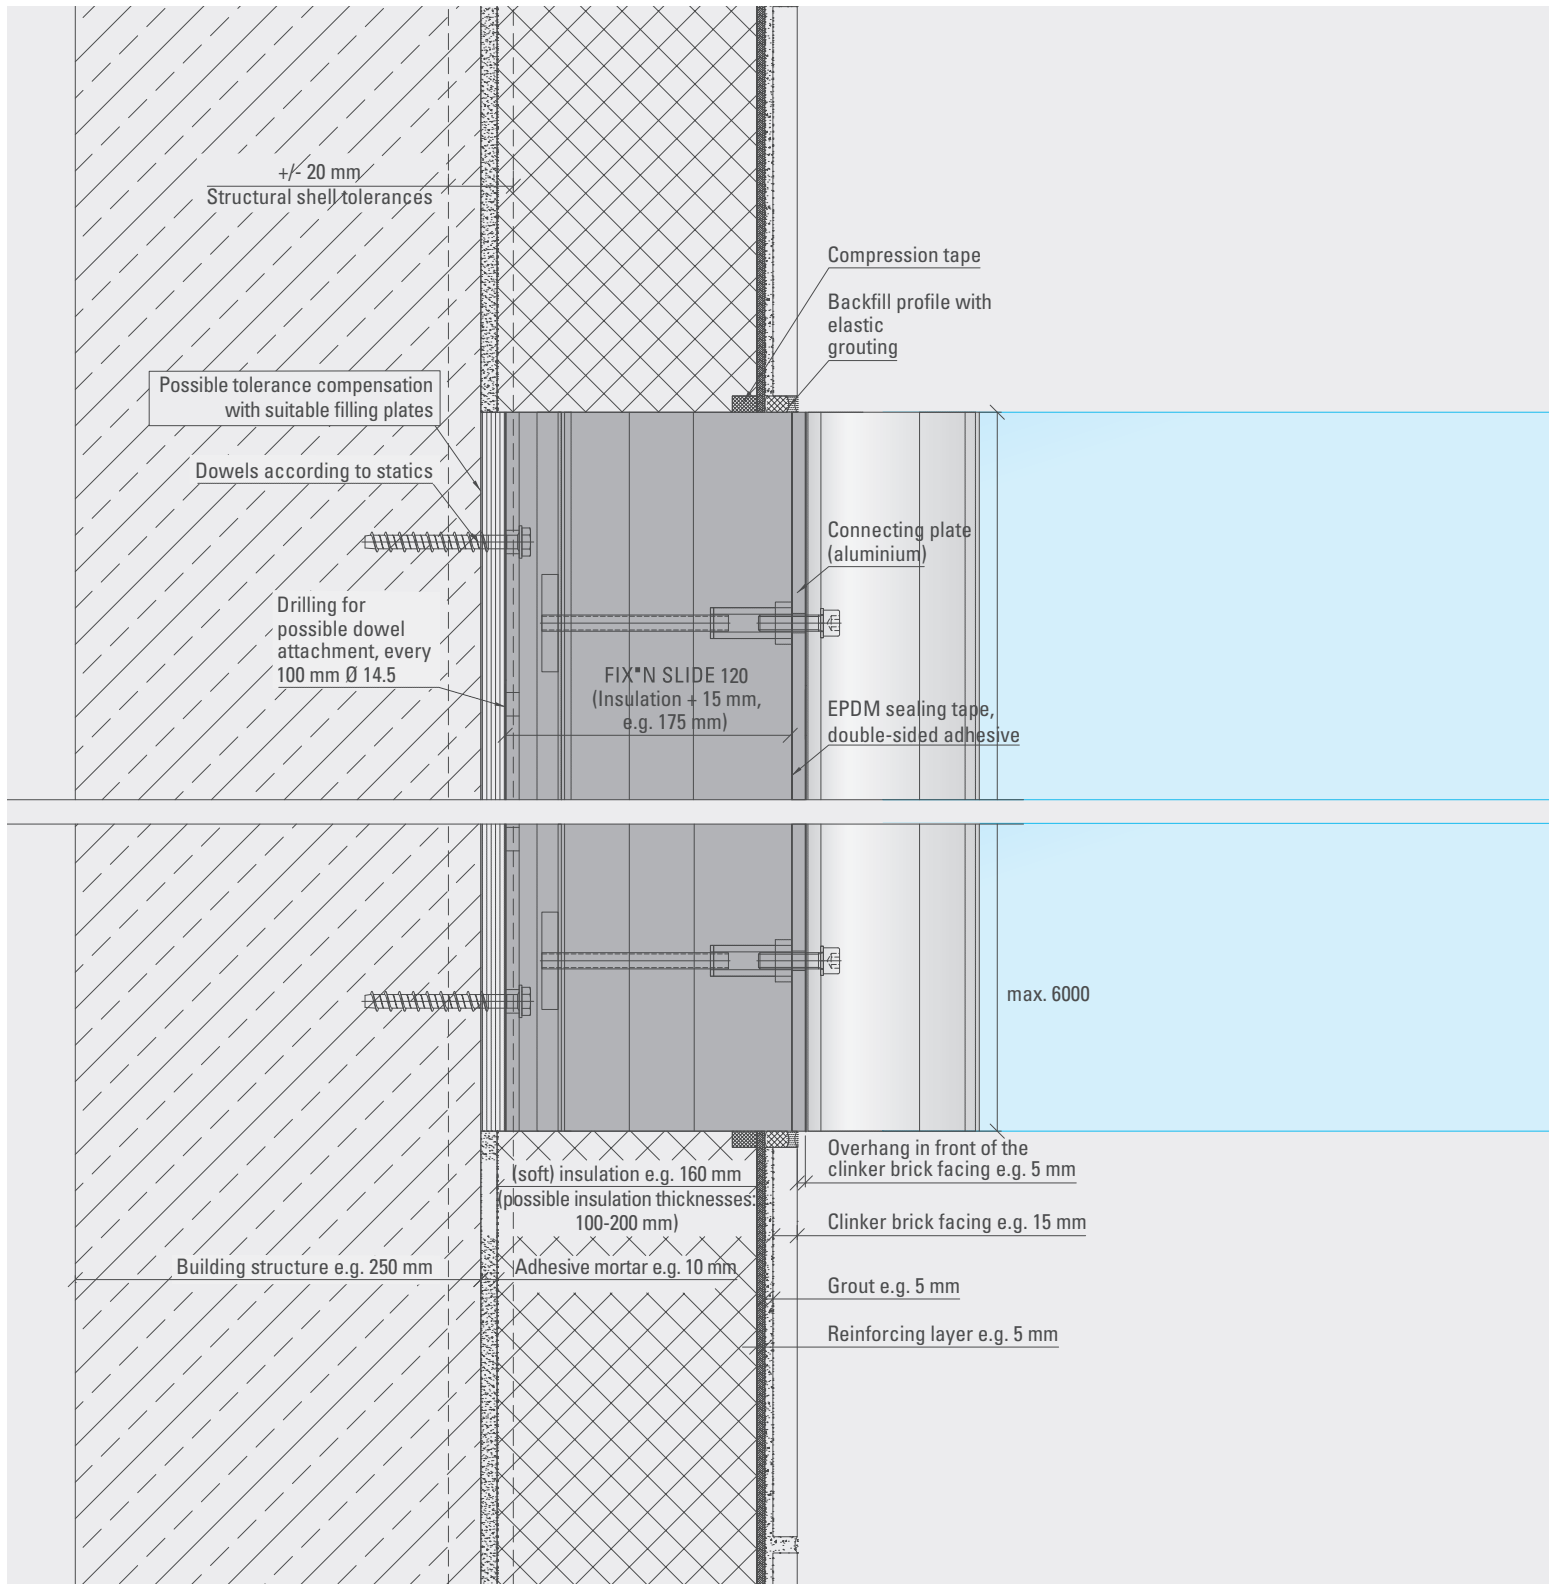 +/- 20 mm
Structural shell tolerances
Compression tape
Backfill profile with
elastic
grouting
Possible tolerance compensation
with suitable filling plates
Dowels according to statics
Connecting plate
(aluminium)
Drilling for
possible dowel
attachment, every
100 mm Ø 14.5
FIX"N SLIDE 120
(Insulation + 15 mm,
e.g. 175 mm)
EPDM sealing tape,
double-sided adhesive
max. 6000
Overhang in front of the
clinker brick facing e.g. 5 mm
(soft) insulation e.g. 160 mm
(possible insulation thicknesses:
100-200 mm)
Clinker brick facing e.g. 15 mm
Building structure e.g. 250 mm
Adhesive mortar e.g. 10 mm
Grout e.g. 5 mm
Reinforcing layer e.g. 5 mm